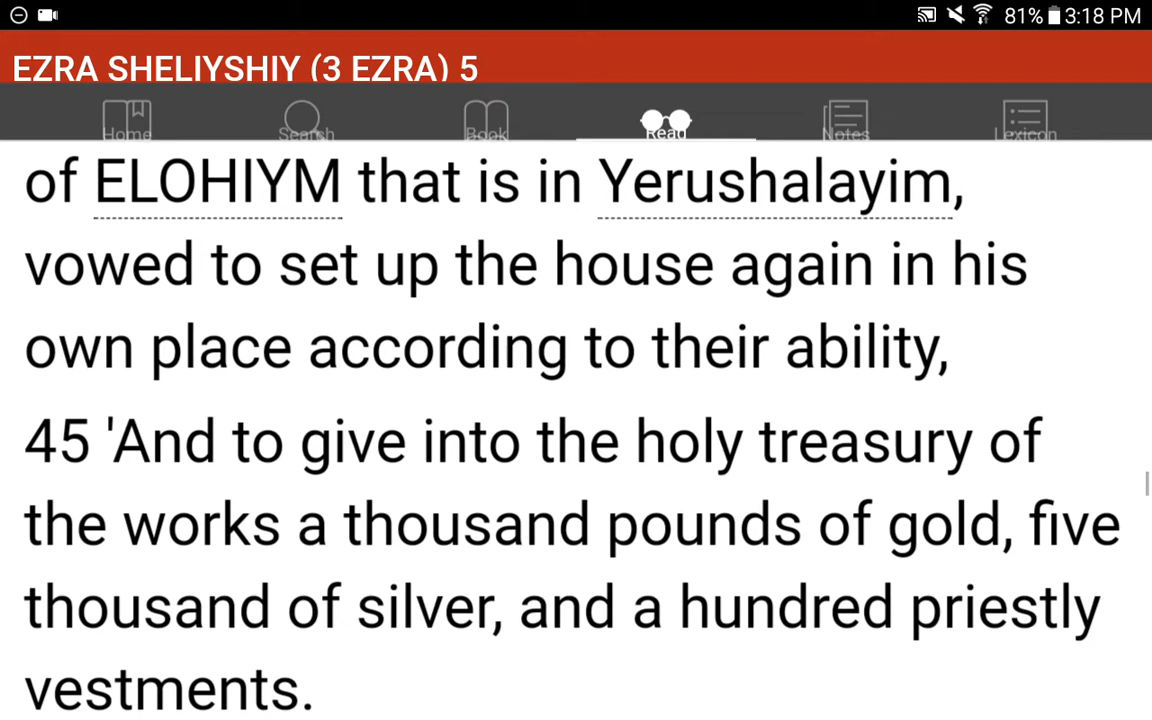 81% 3:18 PM
EZRA SHELIYSHIY (3 EZRA) 5
Home Search Book Read Notes Lexicon
of ELOHIYM that is in Yerushalayim,
vowed to set up the house again in his
own place according to their ability,
45 'And to give into the holy treasury of
the works a thousand pounds of gold, five
thousand of silver, and a hundred priestly
vestments.